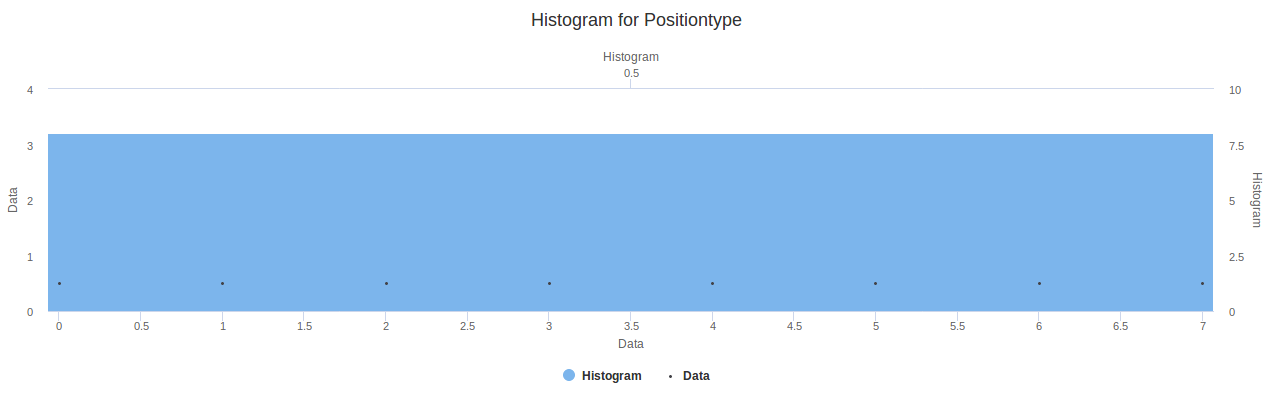 Histogram for Positiontype
Histogram
0.5
4 10
3 7.5
2 5
1 2.5
0 0
Data
Histogram
0 0.5 1 1.5 2 2.5 3 3.5 4 4.5 5 5.5 6 6.5 7
Data
Histogram Data